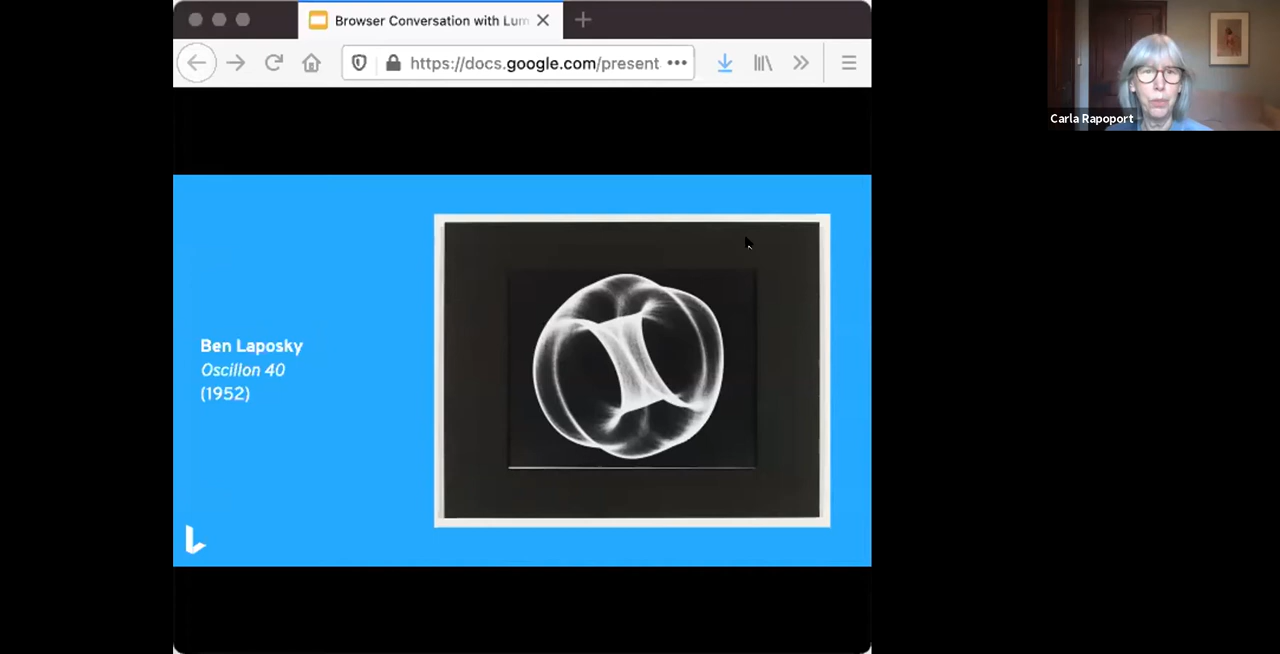 Browser Conversation with Lum
https://docs.google.com/present
Carla Rapoport
Ben Laposky
Oscillon 40
(1952)